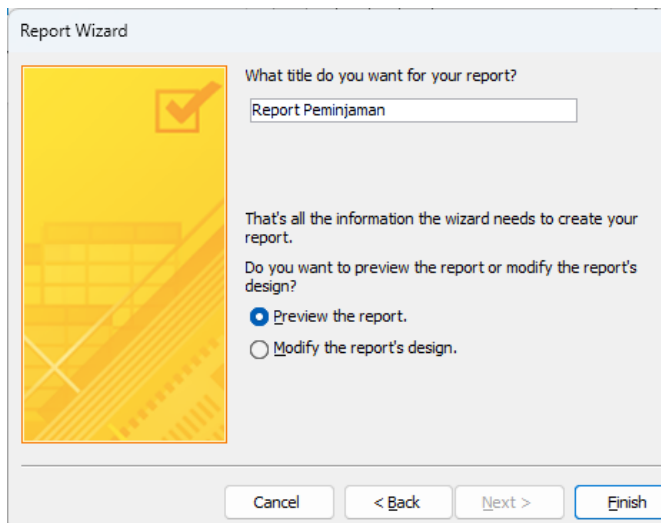 Report Wizard
What title do you want for your report?
Report Peminjaman
That's all the information the wizard needs to create your
report.
Do you want to preview the report or modify the report's
design?
Preview the report.
Modify the report's design.
Cancel
< Back
Next >
Finish